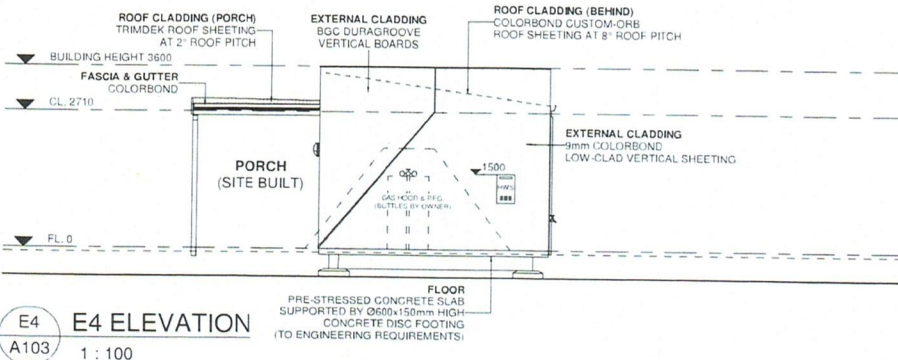 ROOF CLADDING (PORCH)
TRIMDEK ROOF SHEETING
AT 2° ROOF PITCH
EXTERNAL CLADDING
BGC DURAGROOVE
VERTICAL BOARDS
ROOF CLADDING (BEHIND)
COLORBOND CUSTOM-ORB
ROOF SHEETING AT 8° ROOF PITCH
BUILDING HEIGHT 3600
FASCIA & GUTTER
COLORBOND
CL. 2710
EXTERNAL CLADDING
9mm COLORBOND
LOW-CLAD VERTICAL SHEETING
PORCH
(SITE BUILT)
1500
HWS
GAS HOOD & REG.
(BOTTLES BY OWNER)
FL. 0
FLOOR
PRE-STRESSED CONCRETE SLAB
SUPPORTED BY Ø600x150mm HIGH
CONCRETE DISC FOOTING
(TO ENGINEERING REQUIREMENTS)
E4
A103
E4 ELEVATION
1 : 100